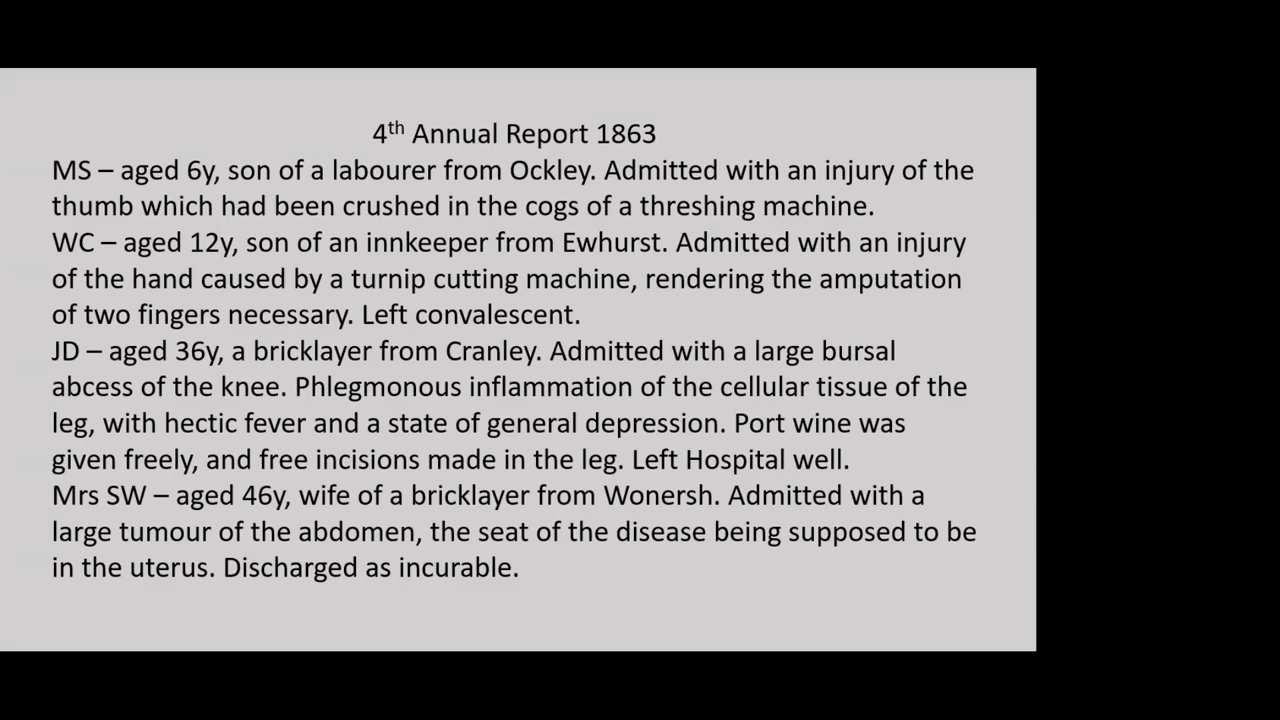 4th Annual Report 1863
MS – aged 6y, son of a labourer from Ockley. Admitted with an injury of the
thumb which had been crushed in the cogs of a threshing machine.
WC – aged 12y, son of an innkeeper from Ewhurst. Admitted with an injury
of the hand caused by a turnip cutting machine, rendering the amputation
of two fingers necessary. Left convalescent.
JD – aged 36y, a bricklayer from Cranley. Admitted with a large bursal
abcess of the knee. Phlegmonous inflammation of the cellular tissue of the
leg, with hectic fever and a state of general depression. Port wine was
given freely, and free incisions made in the leg. Left Hospital well.
Mrs SW – aged 46y, wife of a bricklayer from Wonersh. Admitted with a
large tumour of the abdomen, the seat of the disease being supposed to be
in the uterus. Discharged as incurable.